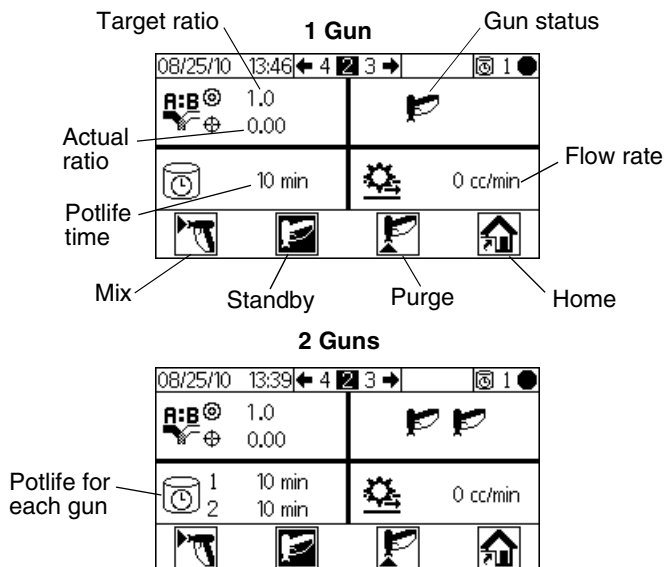 Target ratio
1 Gun
Gun status
08/25/10 13:46 4 2 3 1
A:B 1.0
0.00
Actual
ratio
Flow rate
10 min 0 cc/min
Potlife
time
Mix
Standby
Purge
Home
2 Guns
08/25/10 13:39 4 2 3 1
A:B 1.0
0.00
Potlife for
each gun
1 10 min
2 10 min
0 cc/min